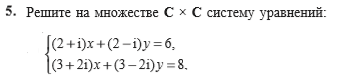 5. Решите на множестве C × C систему уравнений:
(2+i)x+(2−i)y=6,
(3+2i)x+(3−2i)y=8.